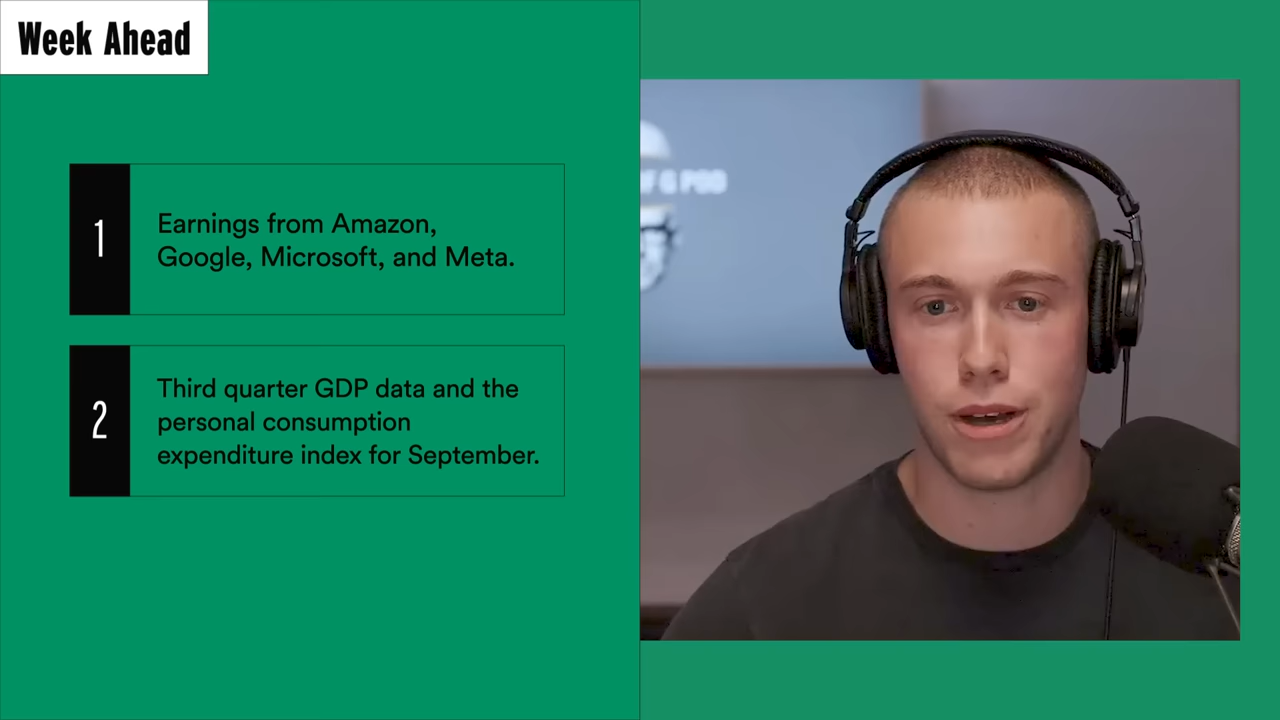 Week Ahead
1
Earnings from Amazon,
Google, Microsoft, and Meta.
2
Third quarter GDP data and the
personal consumption
expenditure index for September.
G POD